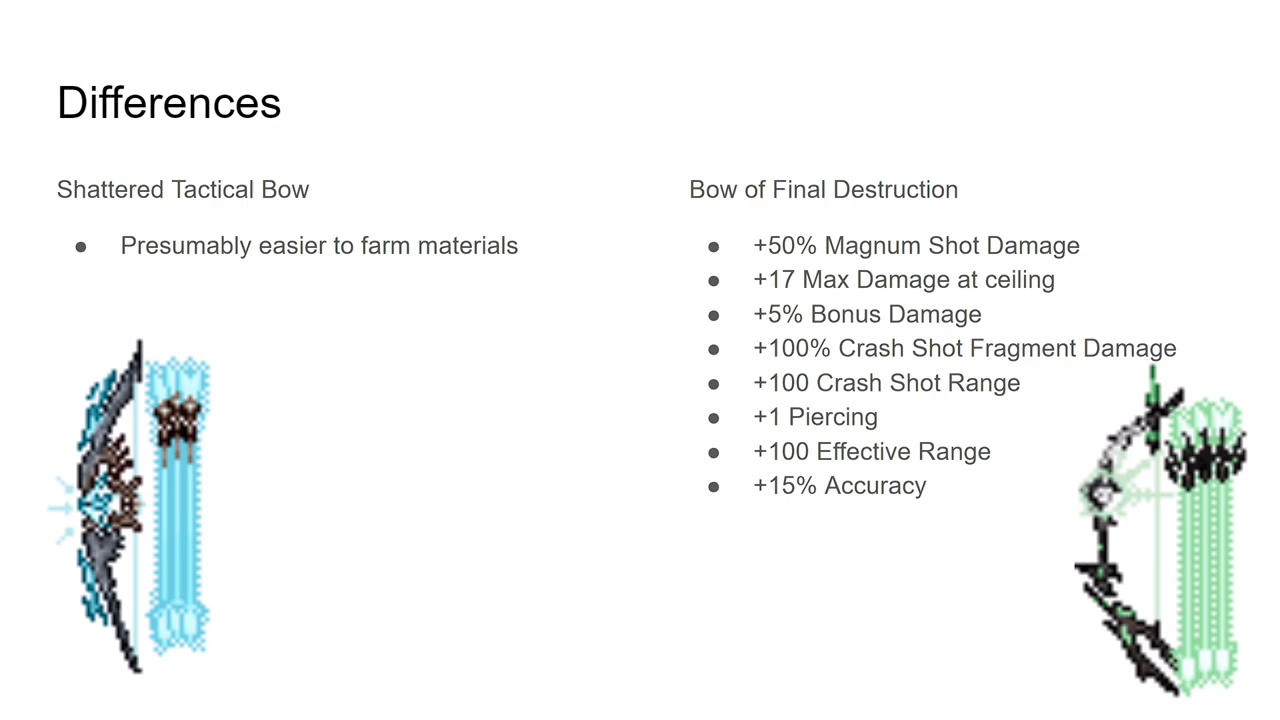 Differences
Shattered Tactical Bow
● Presumably easier to farm materials
Bow of Final Destruction
● +50% Magnum Shot Damage
● +17 Max Damage at ceiling
● +5% Bonus Damage
● +100% Crash Shot Fragment Damage
● +100 Crash Shot Range
● +1 Piercing
● +100 Effective Range
● +15% Accuracy